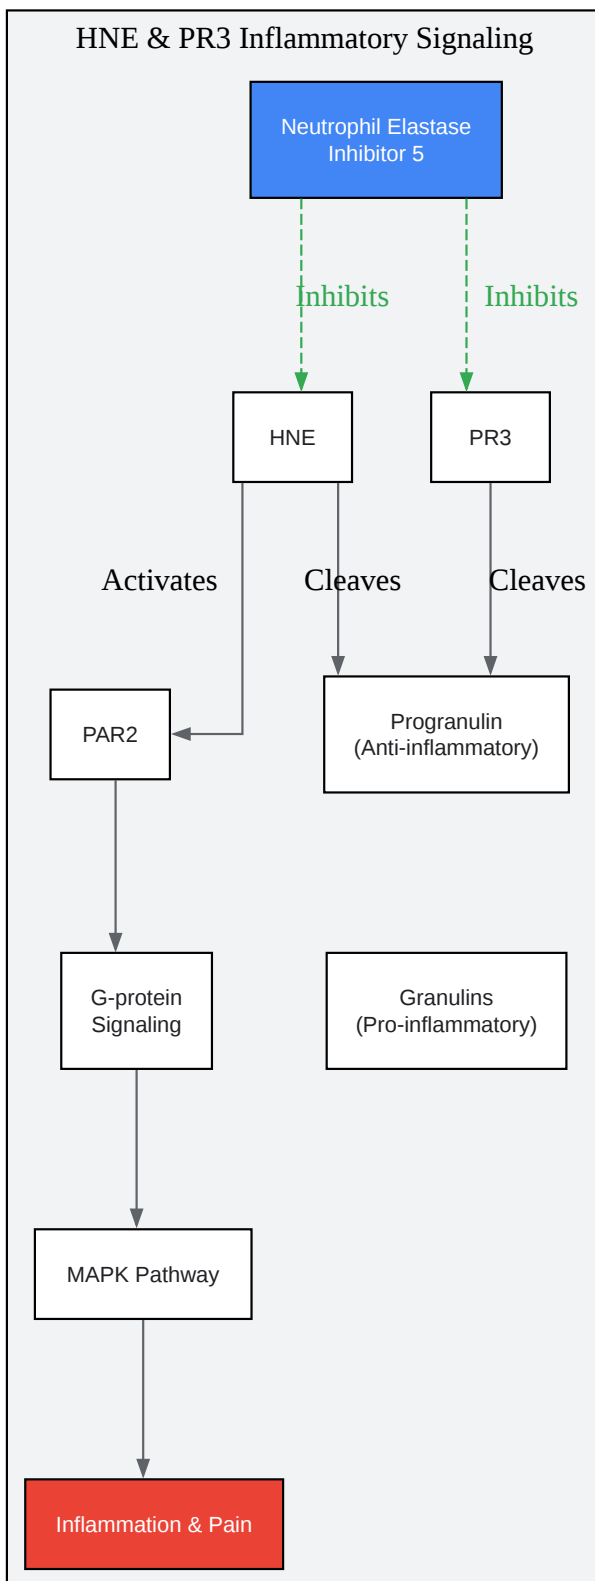 HNE & PR3 Inflammatory Signaling
Neutrophil Elastase
Inhibitor 5
Inhibits
Inhibits
HNE
PR3
Activates
Cleaves
Cleaves
PAR2
Progranulin
(Anti-inflammatory)
G-protein
Signaling
Granulins
(Pro-inflammatory)
MAPK Pathway
Inflammation & Pain